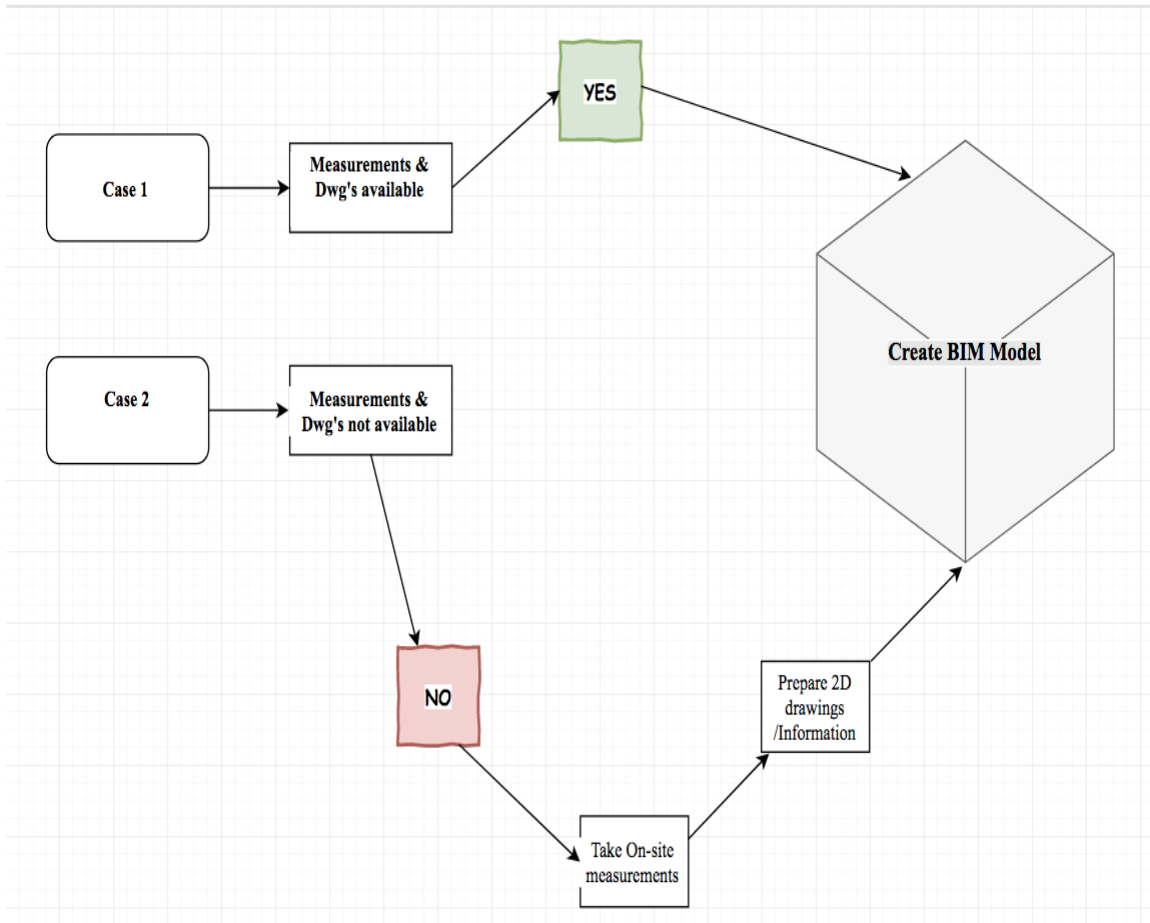 YES
Case 1
Measurements &
Dwg's available
Create BIM Model
Case 2
Measurements &
Dwg's not available
NO
Prepare 2D
drawings
/Information
Take On-site
measurements